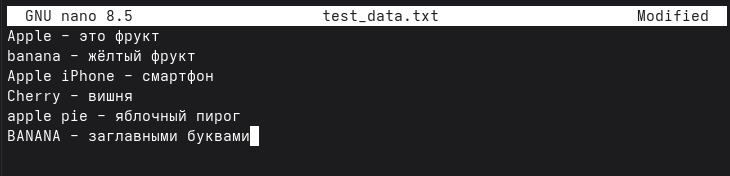 GNU nano 8.5 test_data.txt Modified
Apple - это фрукт
banana - жёлтый фрукт
Apple iPhone - смартфон
Cherry - вишня
apple pie - яблочный пирог
BANANA - заглавными буквами